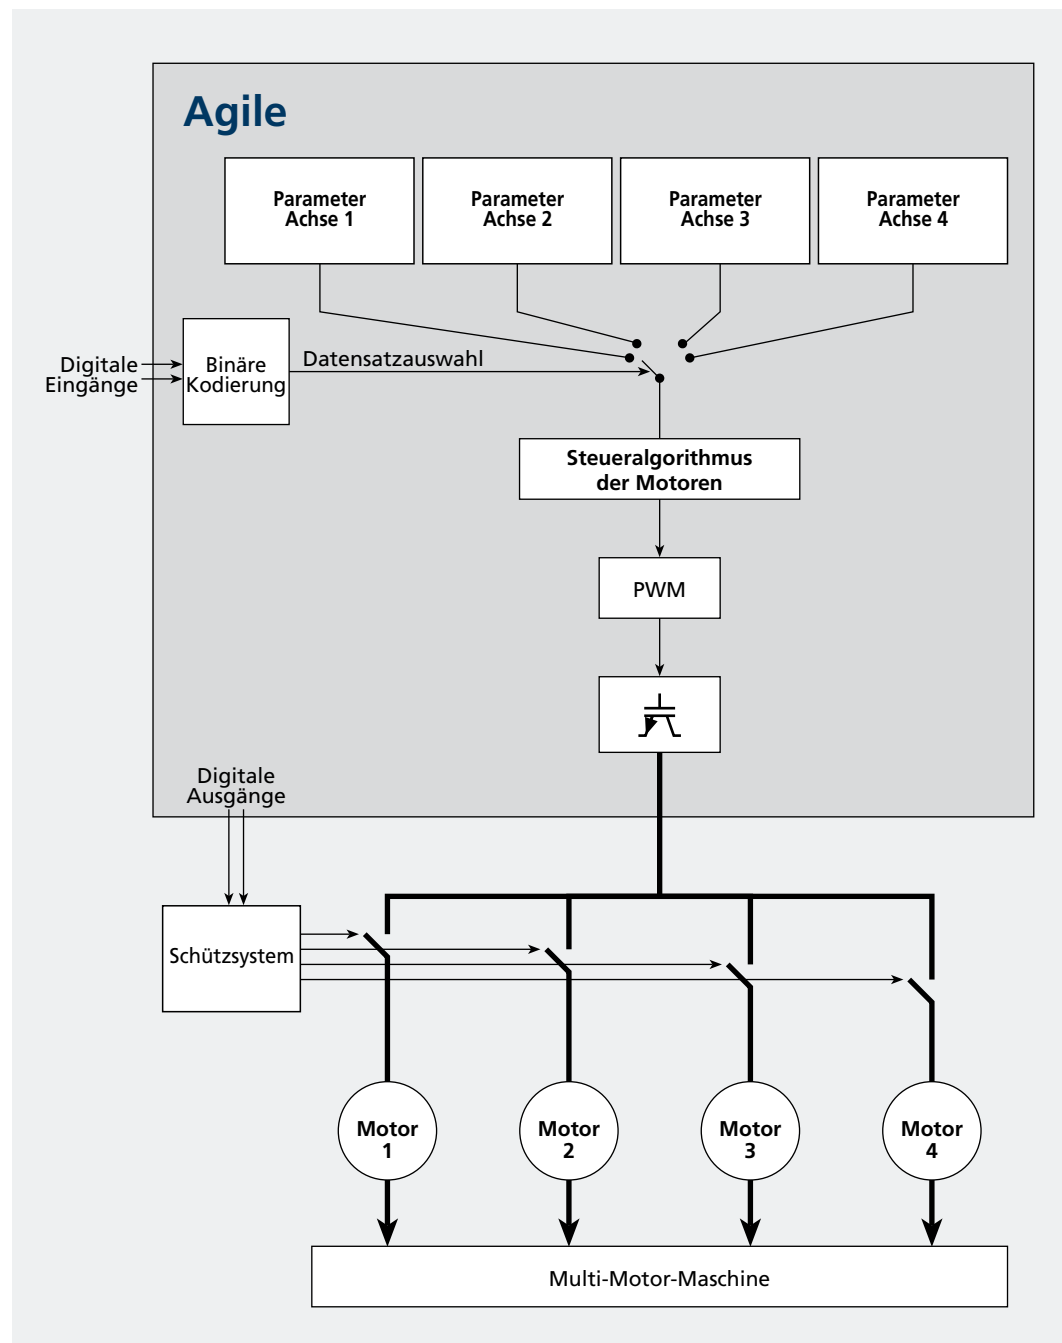 Agile
Parameter
Achse 1
Parameter
Achse 2
Parameter
Achse 3
Parameter
Achse 4
Digitale
Eingänge
Binäre
Kodierung
Datensatzauswahl
Steueralgorithmus
der Motoren
PWM
Digitale
Ausgänge
Schützsystem
Motor
1
Motor
2
Motor
3
Motor
4
Multi-Motor-Maschine